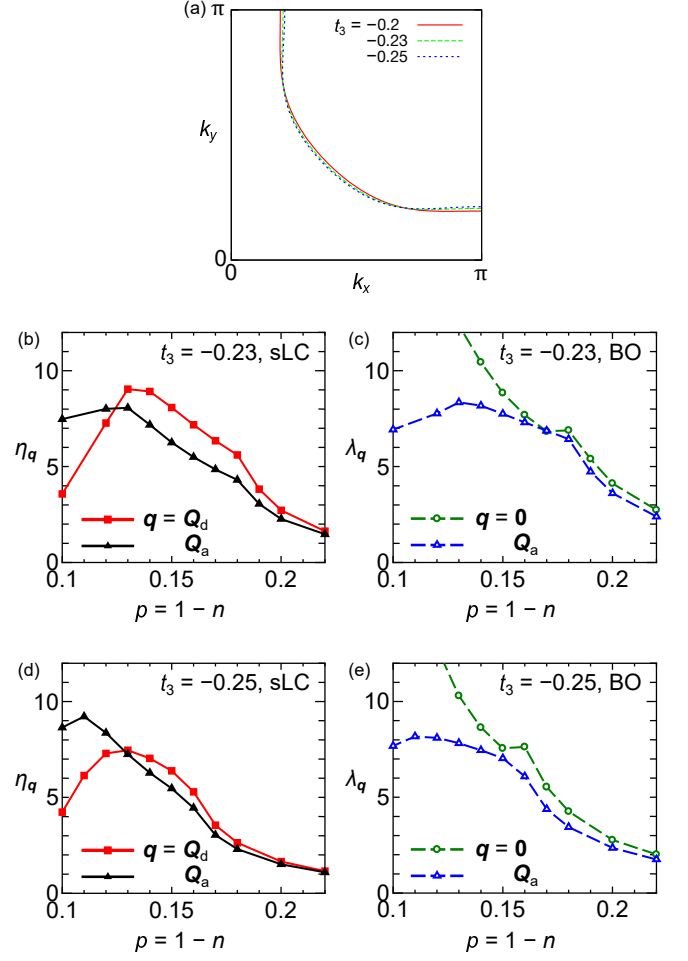 (a)
π
t3 = −0.2
−0.23
−0.25
ky
0
0
kx
π
(b)
t3 = −0.23, sLC
10
ηq
5
q = Qd
Qa
0
0.1
0.15
0.2
p = 1 − n
(c)
t3 = −0.23, BO
10
λq
5
q = 0
Qa
0
0.1
0.15
0.2
p = 1 − n
(d)
t3 = −0.25, sLC
10
ηq
5
q = Qd
Qa
0
0.1
0.15
0.2
p = 1 − n
(e)
t3 = −0.25, BO
10
λq
5
q = 0
Qa
0
0.1
0.15
0.2
p = 1 − n